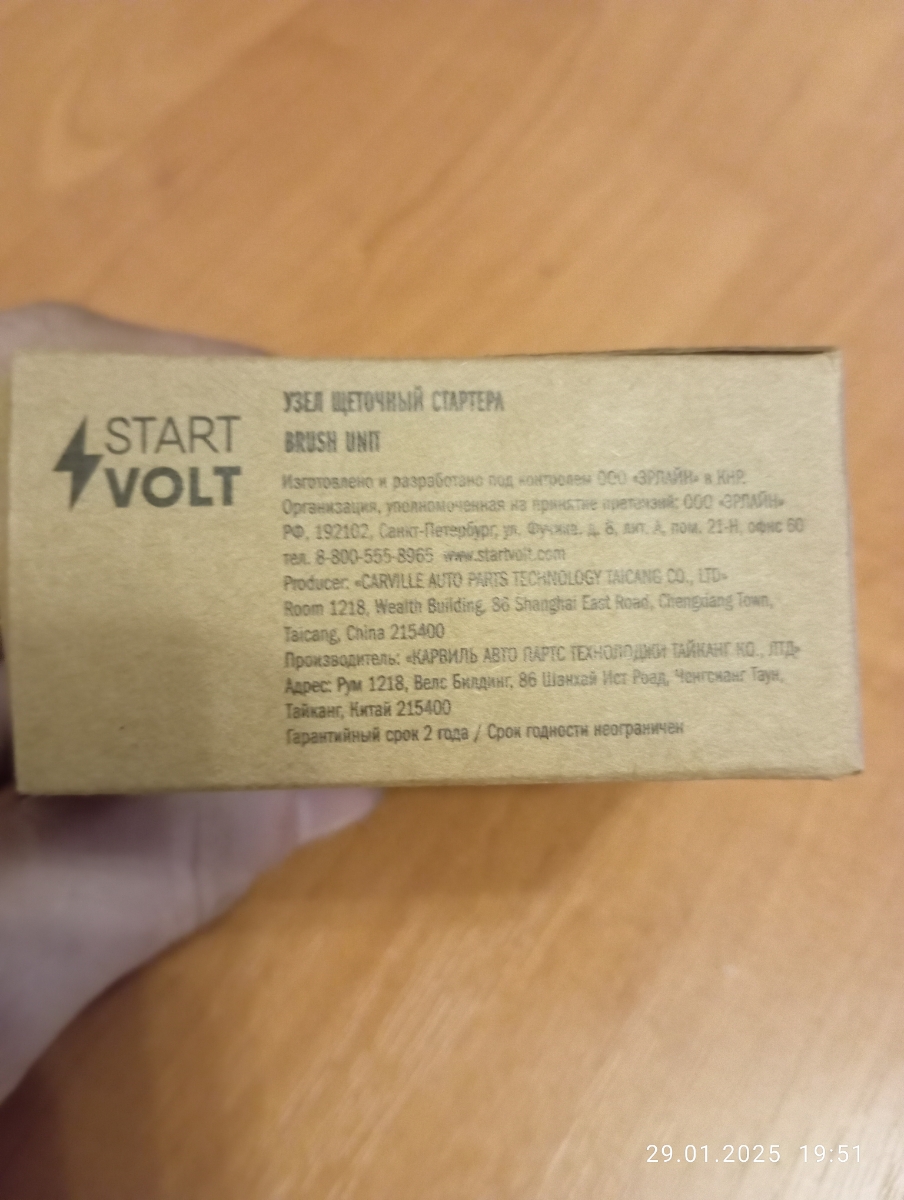 START
VOLT
УЗЕЛ ЩЕТОЧНЫЙ СТАРТЕРА
BRUSH UNIT
Изготовлено и разработано под контролем ООО «ЭРЛАЙН» в КНР.
Организация, уполномоченная на принятие претензий: ООО «ЭРЛАЙН»
РФ, 192102, Санкт-Петербург, ул. Фучика, д. 8, лит. А, пом. 21-Н, офис 60
тел. 8-800-555-8965 www.startvolt.com
Producer: «CARVILLE AUTO PARTS TECHNOLOGY TAICANG CO., LTD»
Room 1218, Wealth Building, 86 Shanghai East Road, Chengxiang Town,
Taicang, China 215400
Производитель: «КАРВИЛЬ АВТО ПАРТС ТЕХНОЛОДЖИ ТАЙКАНГ КО., ЛТД»
Адрес: Рум 1218, Велс Билдинг, 86 Шанхай Ист Роад, Ченгсианг Таун,
Тайканг, Китай 215400
Гарантийный срок 2 года / Срок годности неограничен
29.01.2025 19:51